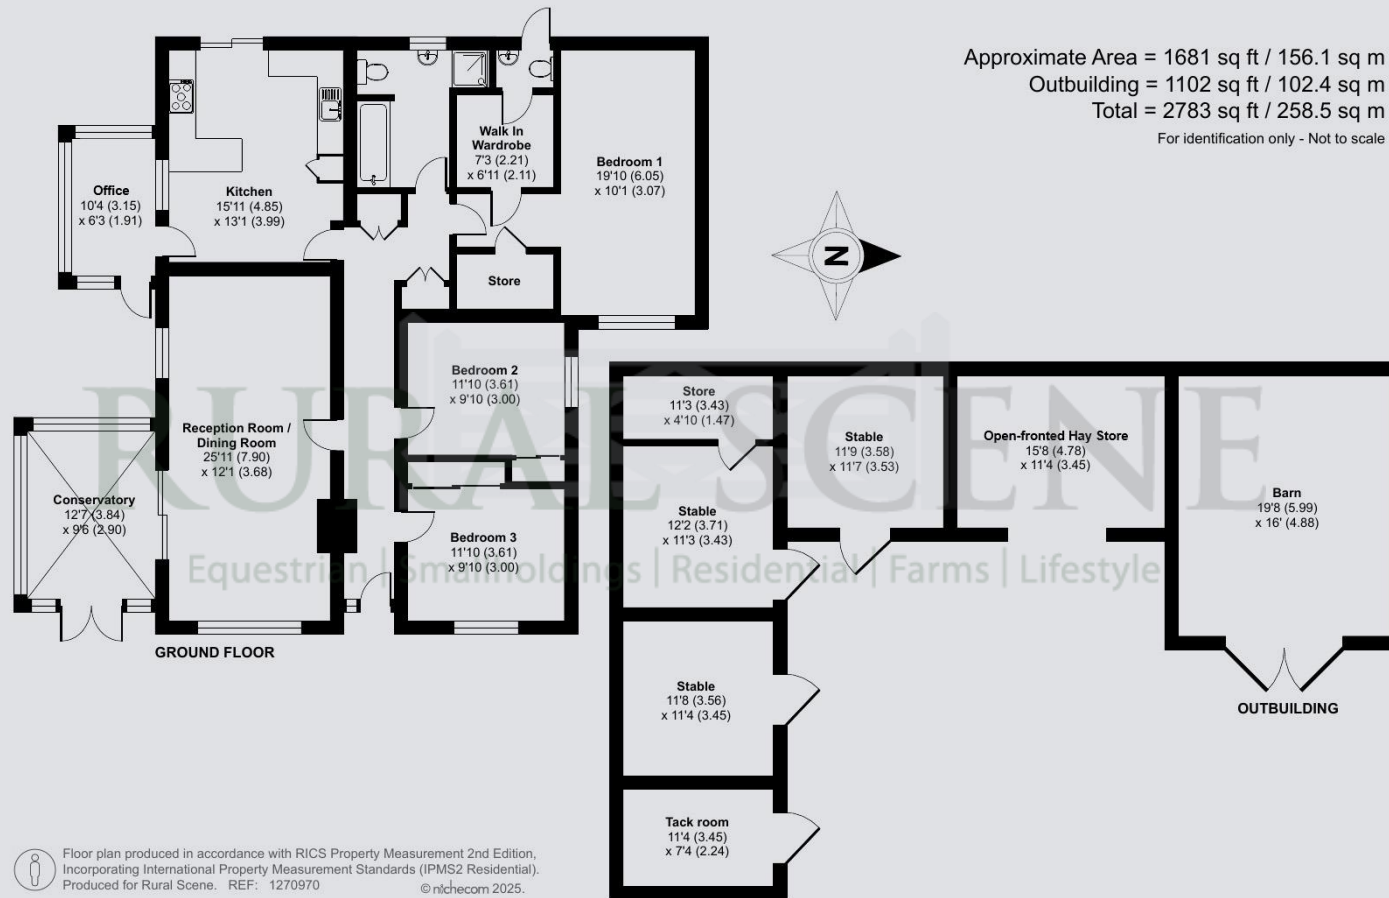 Approximate Area = 1681 sq ft / 156.1 sq m
Outbuilding = 1102 sq ft / 102.4 sq m
Total = 2783 sq ft / 258.5 sq m
For identification only - Not to scale
Walk In
Wardrobe
7'3 (2.21)
x 6'11 (2.11)
Bedroom 1
19'10 (6.05)
x 10'1 (3.07)
Office
10'4 (3.15)
x 6'3 (1.91)
Kitchen
15'11 (4.85)
x 13'1 (3.99)
Store
N
Bedroom 2
11'10 (3.61)
x 9'10 (3.00)
Reception Room /
Dining Room
25'11 (7.90)
x 12'1 (3.68)
Conservatory
12'7 (3.84)
x 9'6 (2.90)
Bedroom 3
11'10 (3.61)
x 9'10 (3.00)
GROUND FLOOR
Store
11'3 (3.43)
x 4'10 (1.47)
Stable
11'9 (3.58)
x 11'7 (3.53)
Open-fronted Hay Store
15'8 (4.78)
x 11'4 (3.45)
Barn
19'8 (5.99)
x 16' (4.88)
Stable
12'2 (3.71)
x 11'3 (3.43)
Stable
11'8 (3.56)
x 11'4 (3.45)
OUTBUILDING
Tack room
11'4 (3.45)
x 7'4 (2.24)
RURAL SCENE
Equestrian | Smallholdings | Residential | Farms | Lifestyle
Floor plan produced in accordance with RICS Property Measurement 2nd Edition,
Incorporating International Property Measurement Standards (IPMS2 Residential).
Produced for Rural Scene. REF: 1270970
© nichecom 2025.